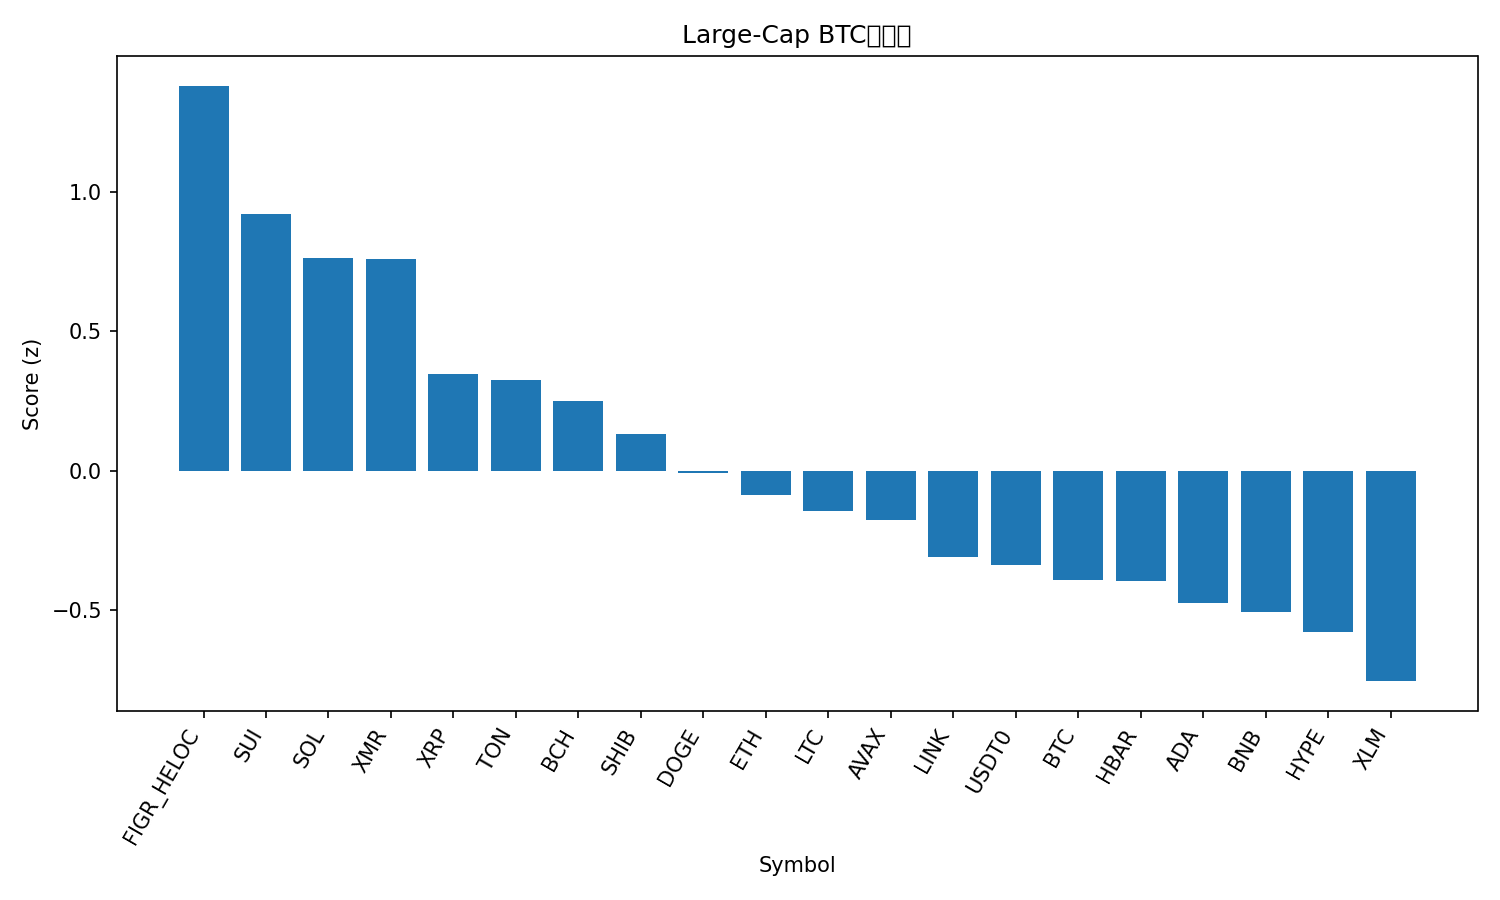 Large-Cap BTC
1.0
0.5
0.0
−0.5
Score (z)
FIGR_HELOC
SUI
SOL
XMR
XRP
TON
BCH
SHIB
DOGE
ETH
LTC
AVAX
LINK
USDT0
BTC
HBAR
ADA
BNB
HYPE
XLM
Symbol